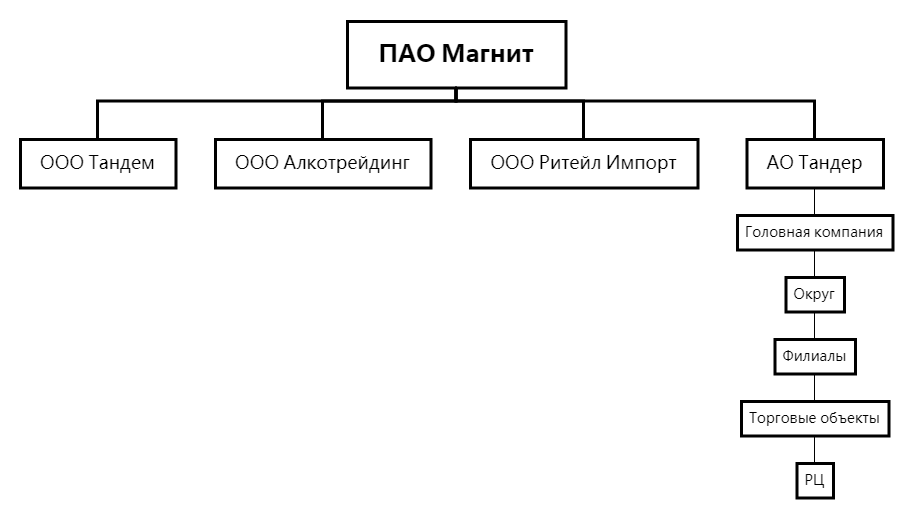 ПАО Магнит
ООО Тандем
ООО Алкотрейдинг
ООО Ритейл Импорт
АО Тандер
Головная компания
Округ
Филиалы
Торговые объекты
РЦ